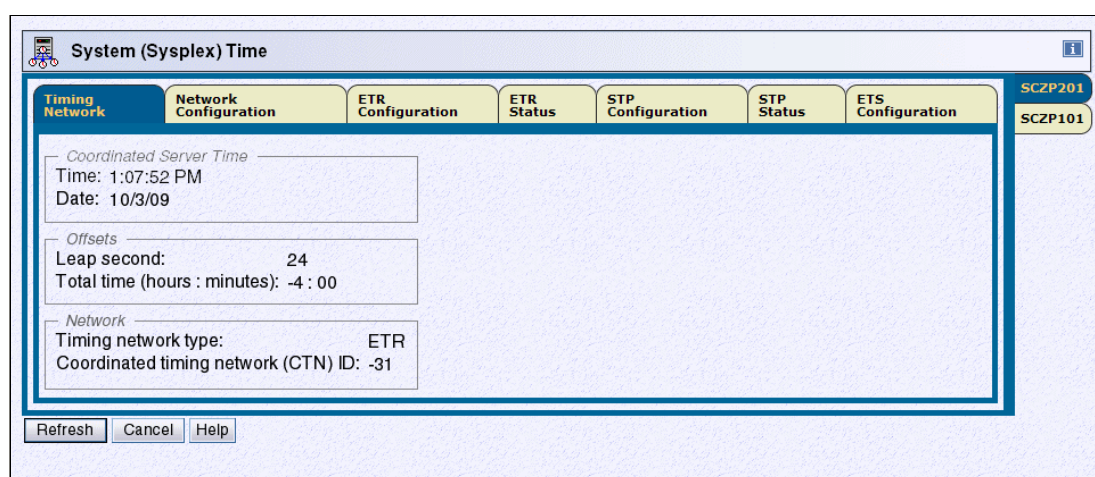 System (Sysplex) Time
i
SCZP201
SCZP101
Timing Network
Network Configuration
ETR Configuration
ETR Status
STP Configuration
STP Status
ETS Configuration
Coordinated Server Time
Time: 1:07:52 PM
Date: 10/3/09
Offsets
Leap second: 24
Total time (hours : minutes): -4 : 00
Network
Timing network type: ETR
Coordinated timing network (CTN) ID: -31
Refresh Cancel Help